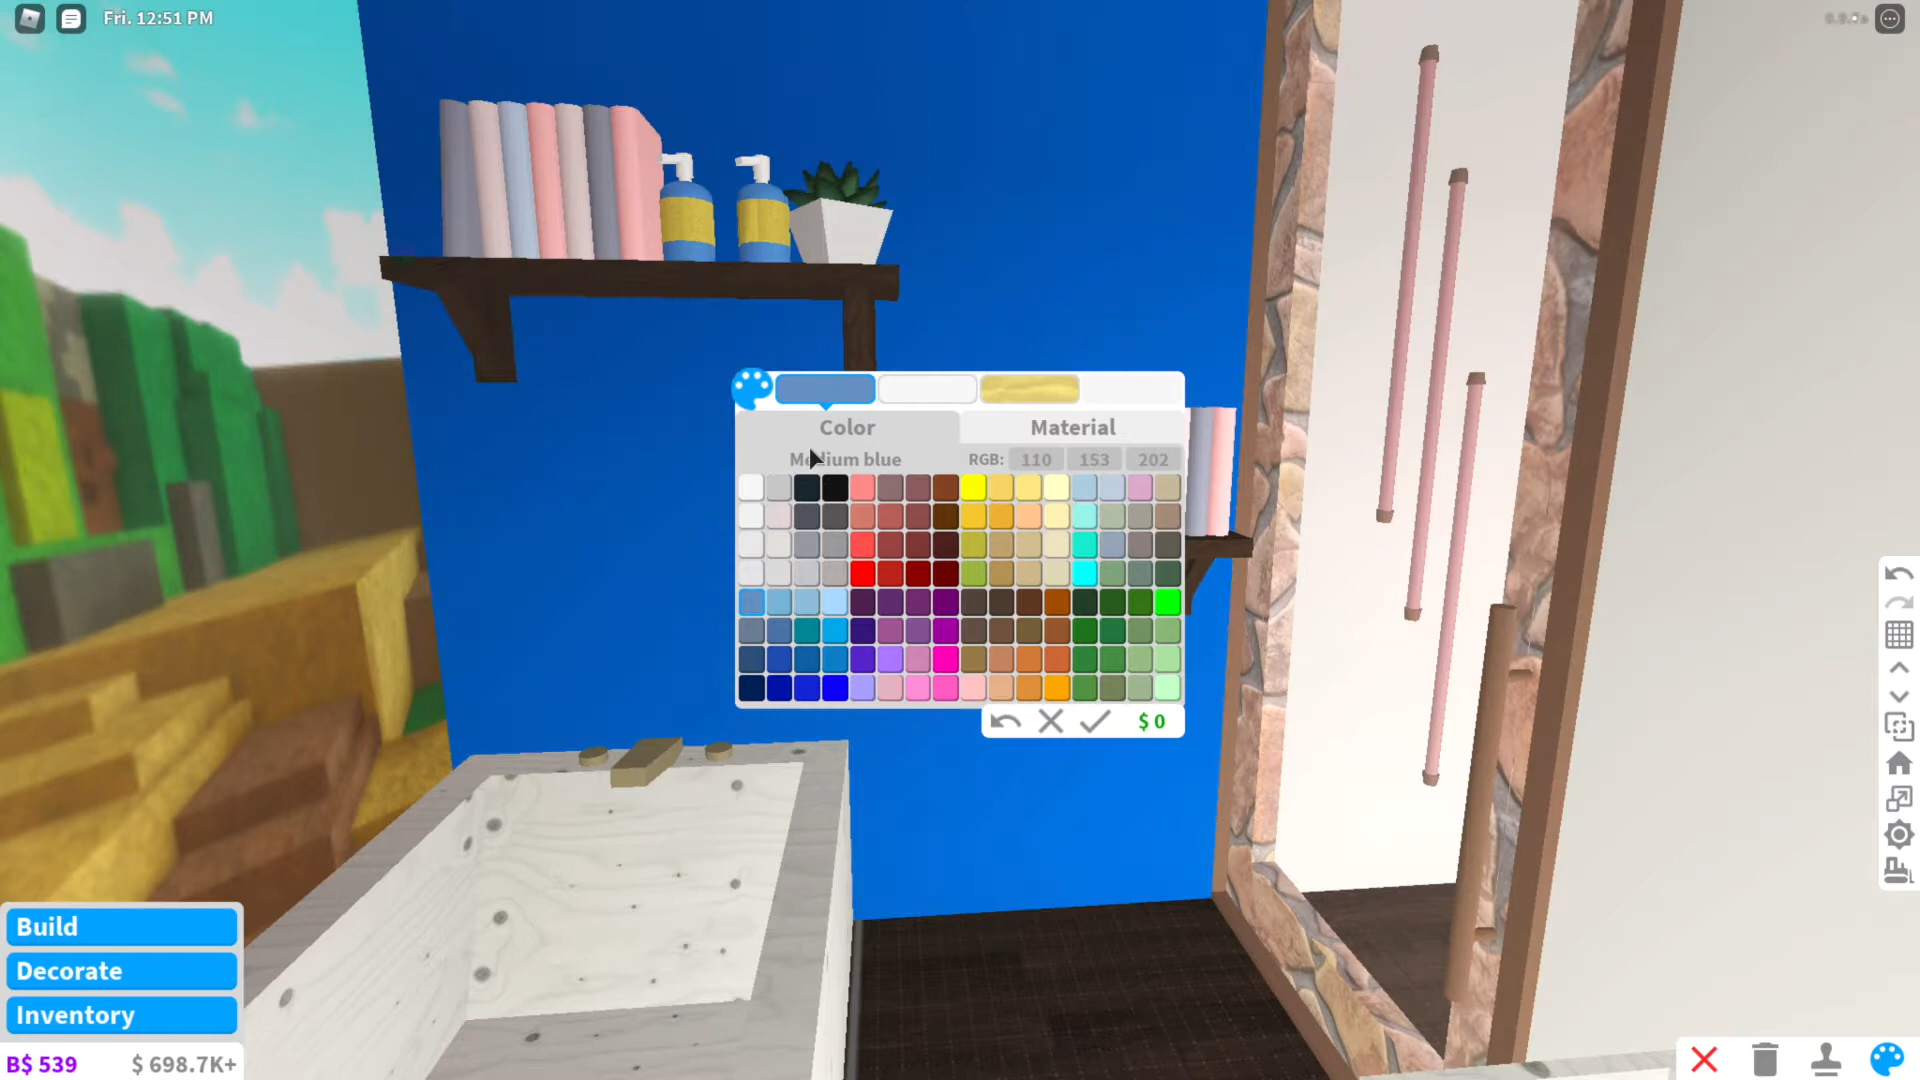 Fri. 12:51 PM
Color
Material
Medium blue
RGB: 110 153 202
$ 0
Build
Decorate
Inventory
B$ 539
$ 698.7K+